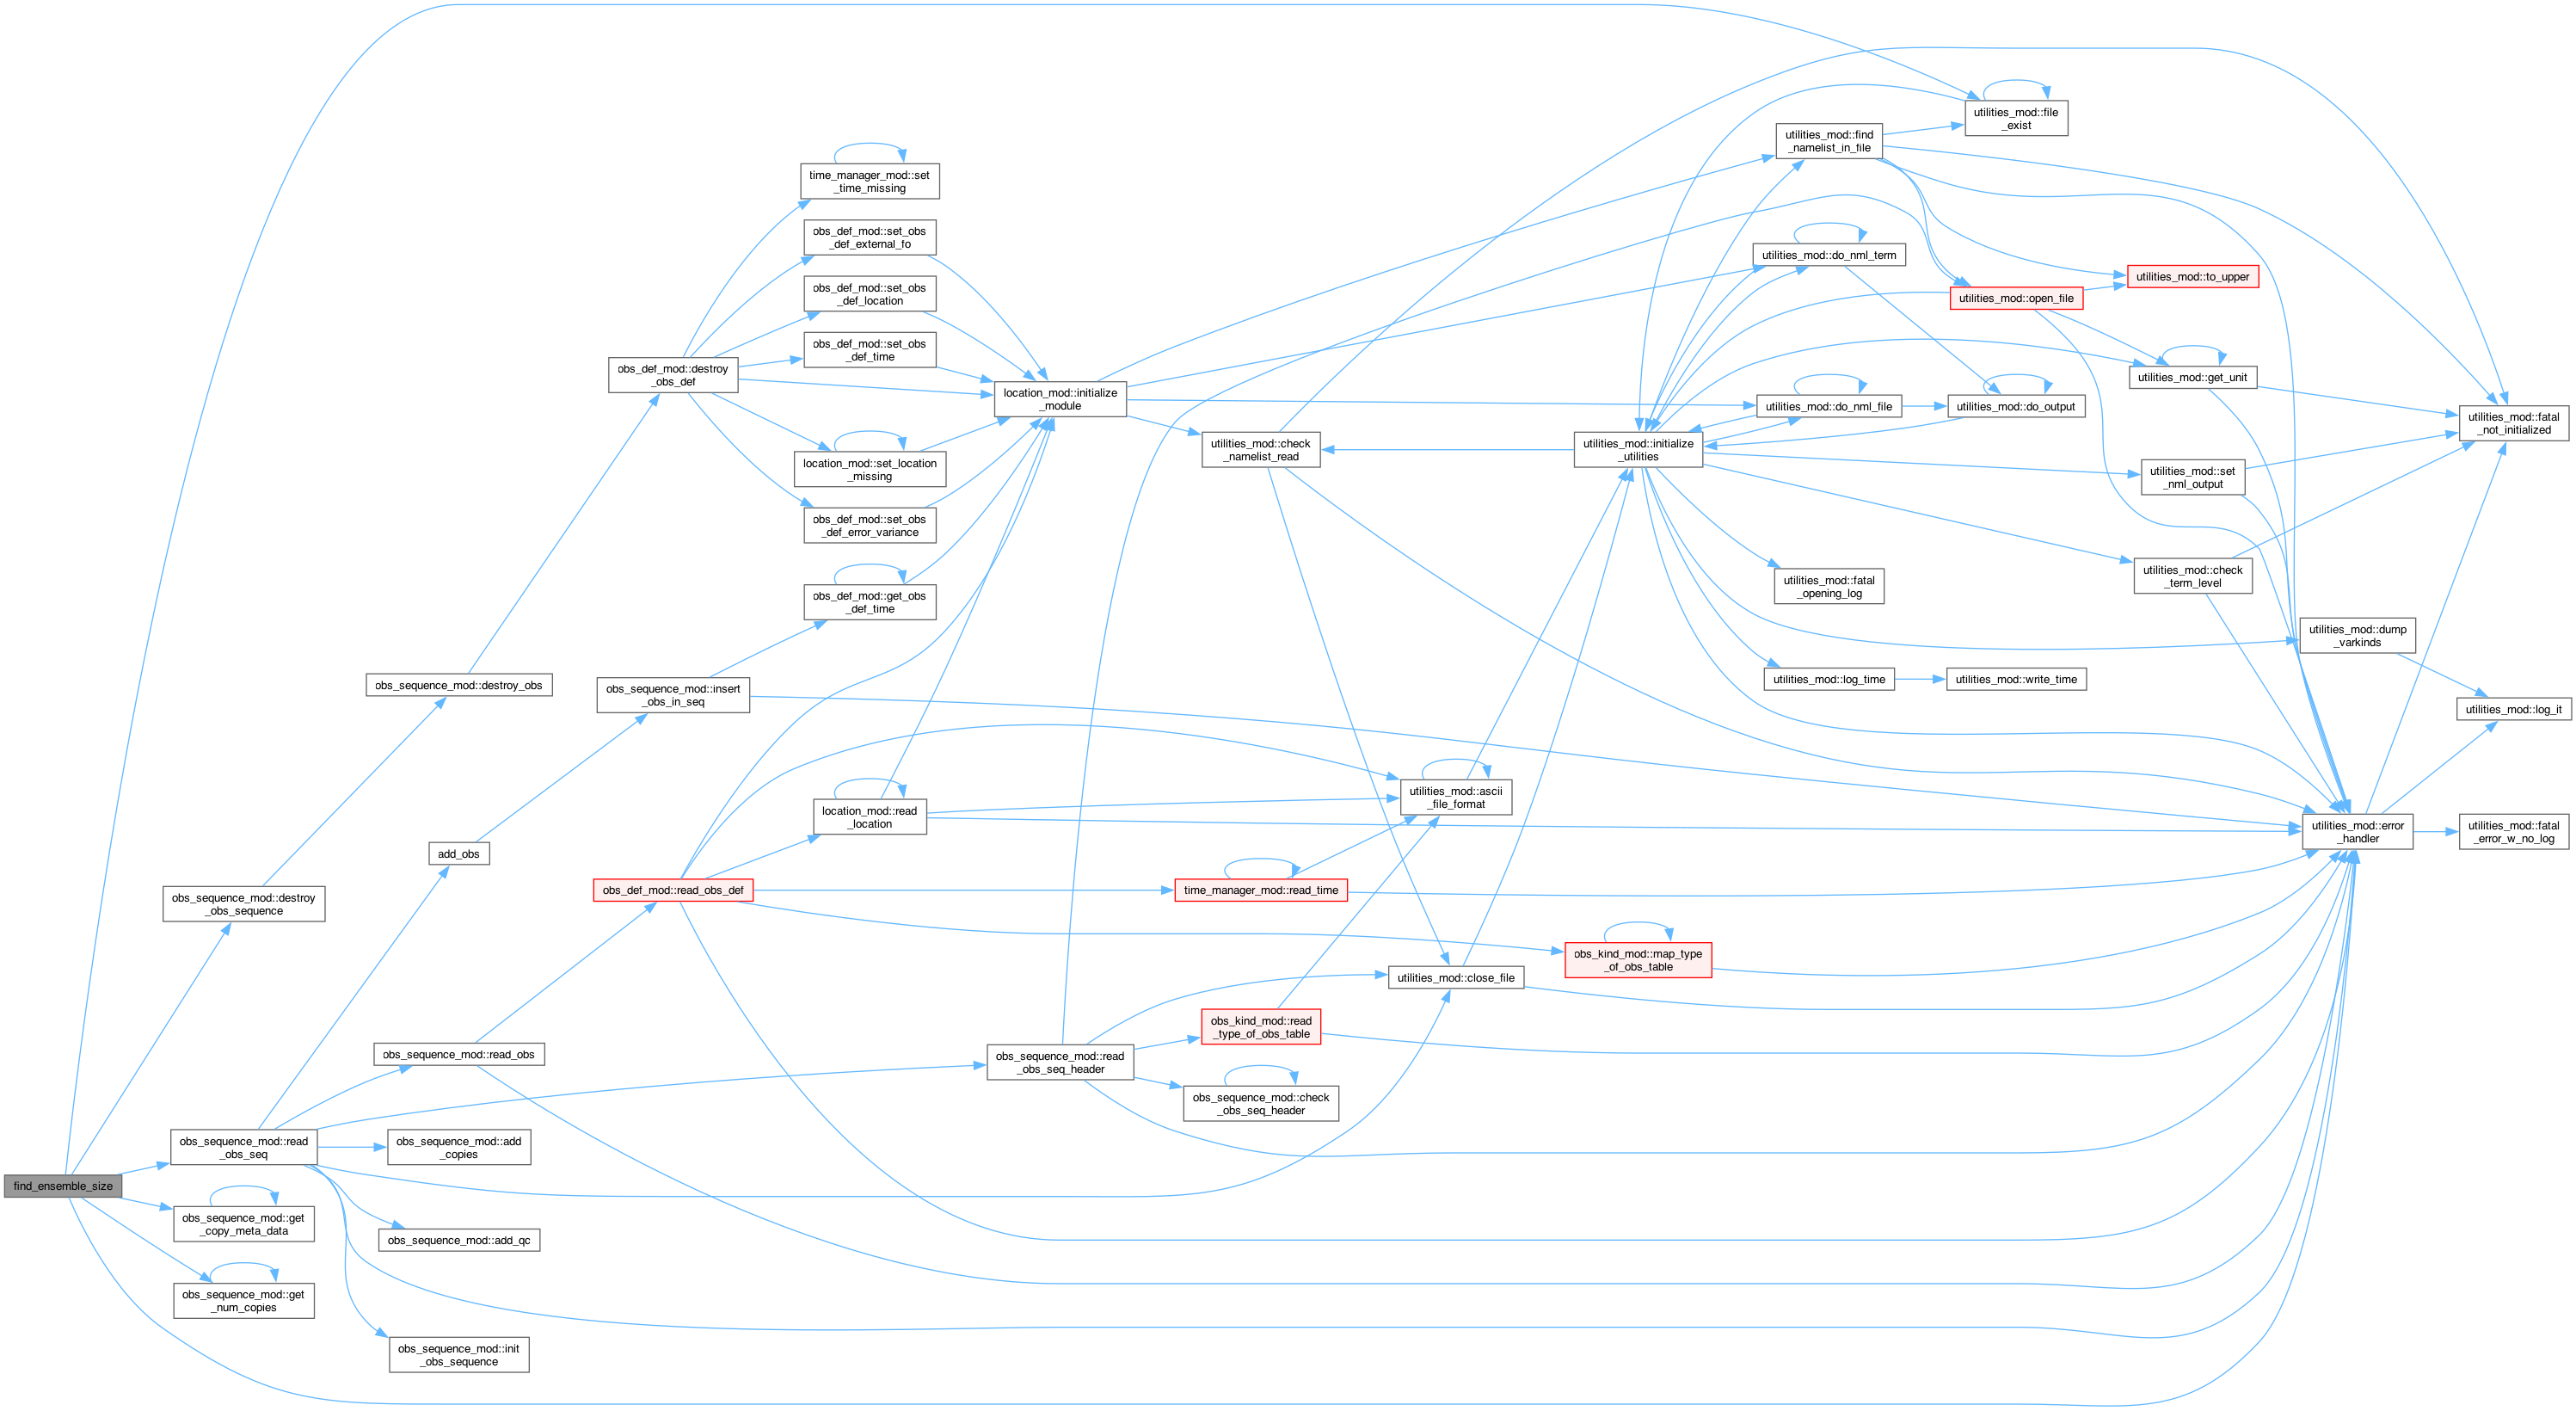 find_ensemble_size
obs_sequence_mod::destroy
_obs_sequence
obs_sequence_mod::read
_obs_seq
obs_sequence_mod::get
_copy_meta_data
obs_sequence_mod::get
_num_copies
obs_sequence_mod::destroy_obs
add_obs
obs_sequence_mod::read_obs
obs_sequence_mod::add
_copies
obs_sequence_mod::add_qc
obs_sequence_mod::init
_obs_sequence
obs_def_mod::destroy
_obs_def
obs_sequence_mod::insert
_obs_in_seq
obs_def_mod::read_obs_def
time_manager_mod::set
_time_missing
obs_def_mod::set_obs
_def_external_fo
obs_def_mod::set_obs
_def_location
obs_def_mod::set_obs
_def_time
location_mod::set_location
_missing
obs_def_mod::set_obs
_def_error_variance
obs_def_mod::get_obs
_def_time
location_mod::read
_location
location_mod::initialize
_module
obs_sequence_mod::read
_obs_seq_header
utilities_mod::check
_namelist_read
time_manager_mod::read_time
obs_kind_mod::read
_type_of_obs_table
obs_sequence_mod::check
_obs_seq_header
utilities_mod::ascii
_file_format
utilities_mod::close_file
utilities_mod::initialize
_utilities
obs_kind_mod::map_type
_of_obs_table
utilities_mod::find
_namelist_in_file
utilities_mod::do_nml_term
utilities_mod::do_nml_file
utilities_mod::fatal
_opening_log
utilities_mod::log_time
utilities_mod::file
_exist
utilities_mod::open_file
utilities_mod::do_output
utilities_mod::write_time
utilities_mod::to_upper
utilities_mod::get_unit
utilities_mod::set
_nml_output
utilities_mod::check
_term_level
utilities_mod::dump
_varkinds
utilities_mod::error
_handler
utilities_mod::fatal
_not_initialized
utilities_mod::log_it
utilities_mod::fatal
_error_w_no_log